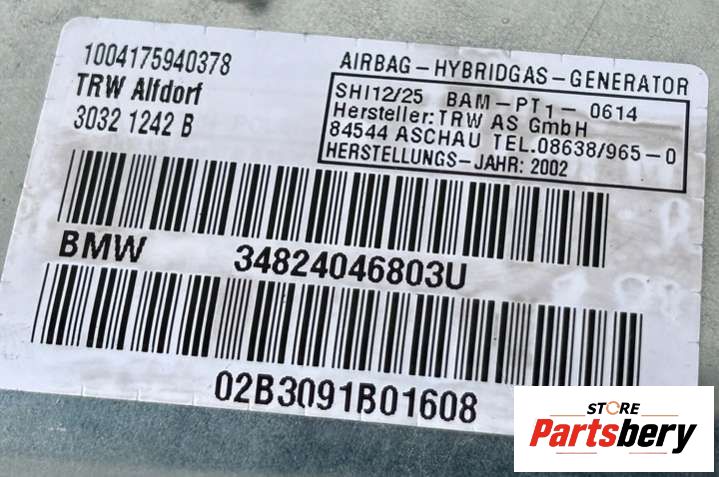 1004175940378
TRW Alfdorf
3032 1242 B
AIRBAG-HYBRIDGAS-GENERATOR
SHI12/25 BAM-PT1-0614
Hersteller: TRW AS GmbH
84544 ASCHAU TEL.08638/965-0
HERSTELLUNGS-JAHR: 2002
BMW 34824046803U
02B3091B01608
STORE
Partsbery